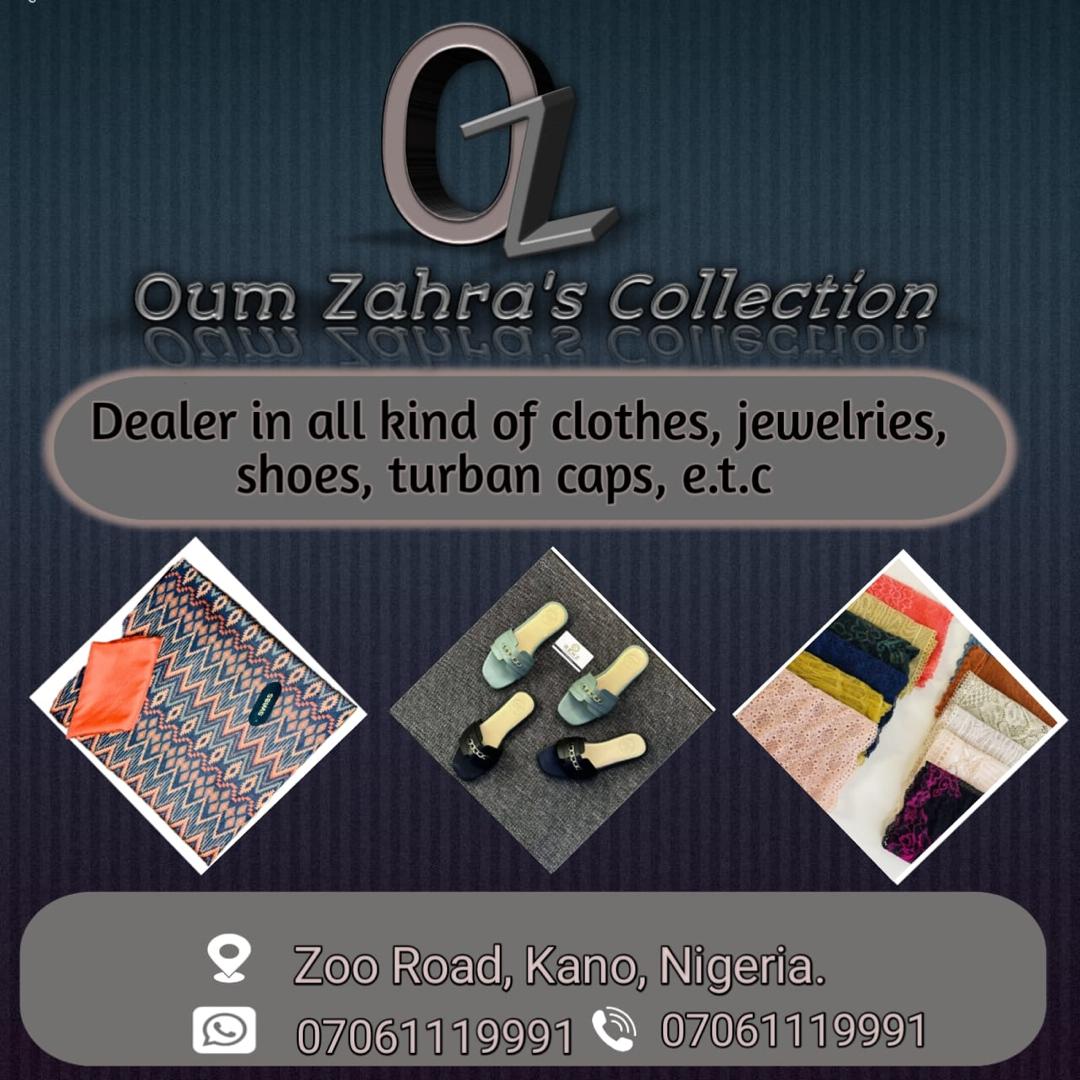 OZ
Oum Zahra's Collection
Dealer in all kind of clothes, jewelries,
shoes, turban caps, e.t.c
Zoo Road, Kano, Nigeria.
07061119991 07061119991